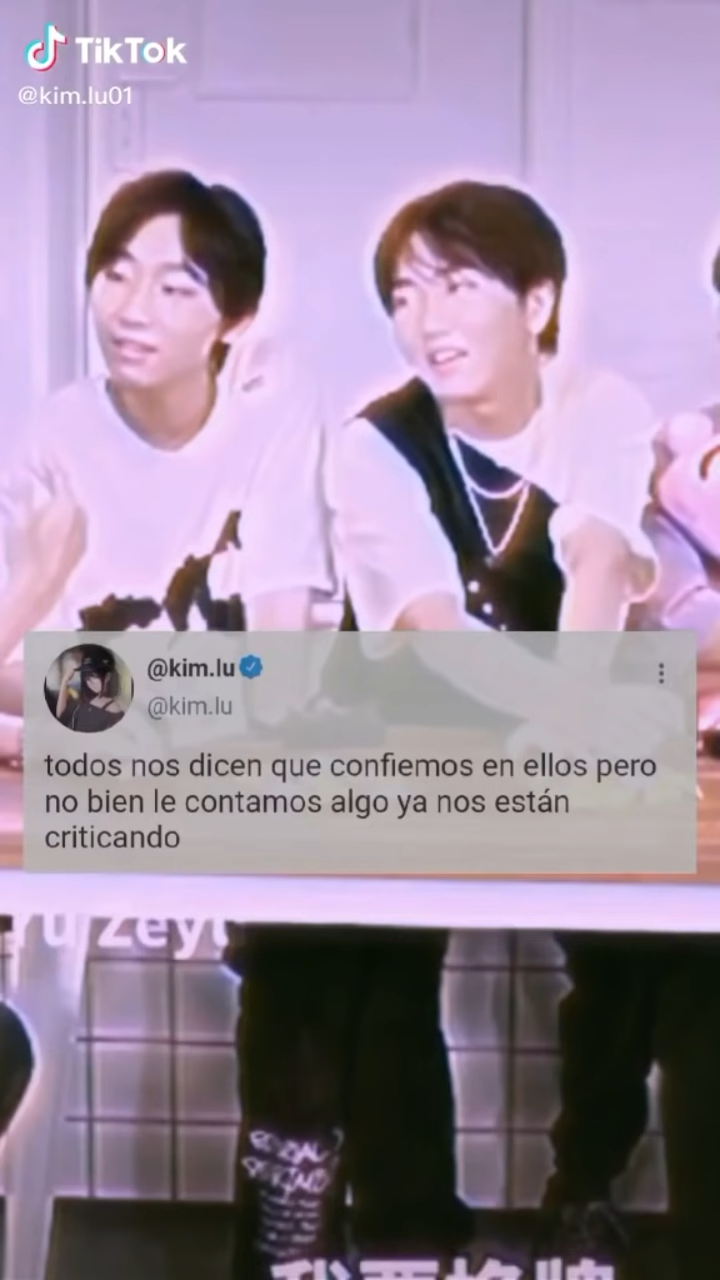 TikTok
@kim.lu01
@kim.lu
@kim.lu
todos nos dicen que confiemos en ellos pero
no bien le contamos algo ya nos están
criticando